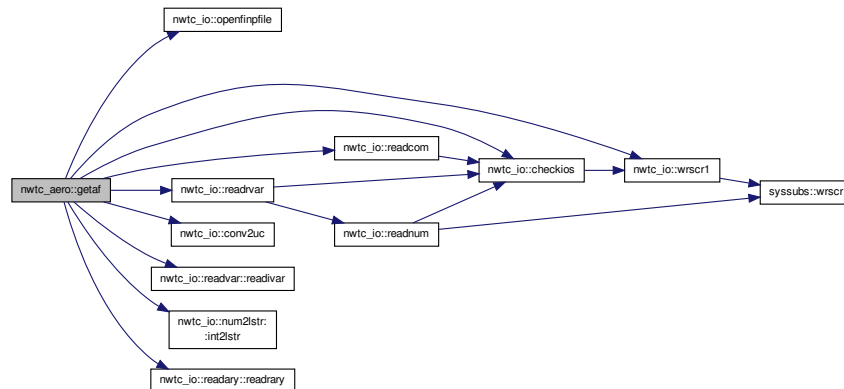 nwtc_io::openfinpfile
nwtc_io::readcom
nwtc_io::checkios
nwtc_io::wrscr1
nwtc_aero::getaf
nwtc_io::readrvar
syssubs::wrscr
nwtc_io::conv2uc
nwtc_io::readnum
nwtc_io::readvar::readivar
nwtc_io::num2lstr:
:int2lstr
nwtc_io::readary::readrary